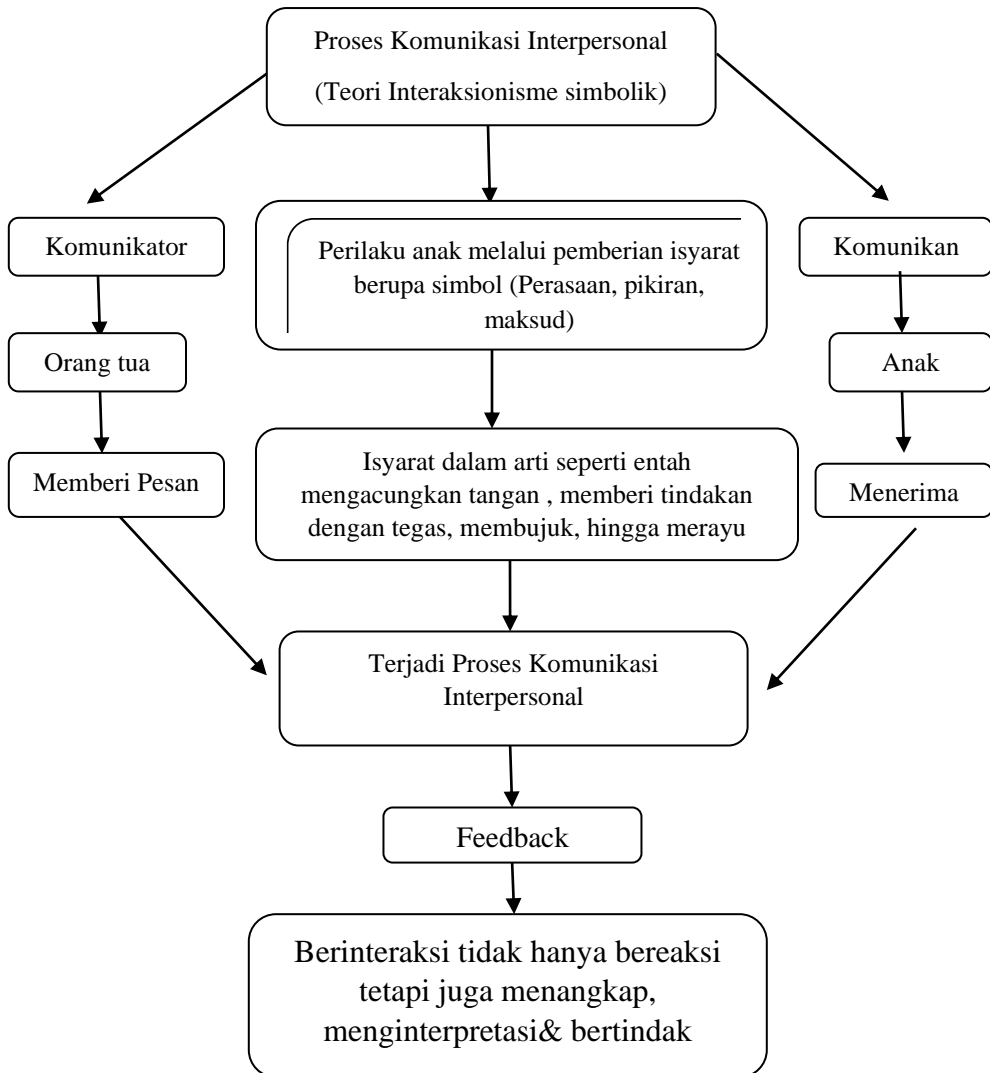 Proses Komunikasi Interpersonal
(Teori Interaksionisme simbolik)
Komunikator
Perilaku anak melalui pemberian isyarat
berupa simbol (Perasaan, pikiran,
maksud)
Komunikan
Orang tua
Anak
Memberi Pesan
Isyarat dalam arti seperti entah
mengacungkan tangan , memberi tindakan
dengan tegas, membujuk, hingga merayu
Menerima
Terjadi Proses Komunikasi
Interpersonal
Feedback
Berinteraksi tidak hanya bereaksi
tetapi juga menangkap,
menginterpretasi& bertindak